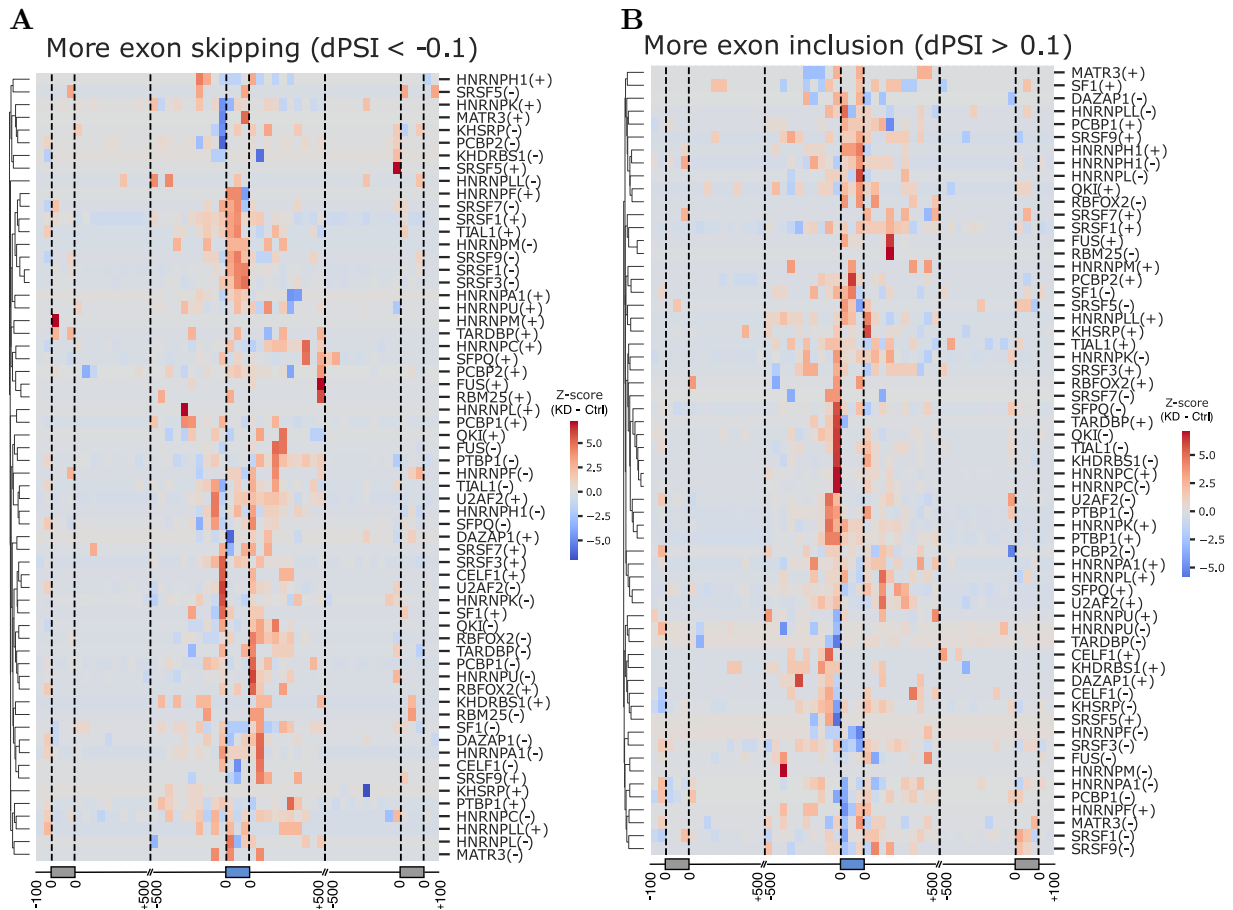 A
More exon skipping (dPSI < -0.1)
HNRNPH1(+)
SRSF5(-)
HNRNPK(+)
MATR3(+)
KHSRP(-)
PCBP2(-)
KHDRBS1(-)
SRSF5(+)
HNRNPLL(-)
HNRNPF(+)
SRSF7(-)
SRSF1(+)
TIAL1(+)
HNRNPM(-)
SRSF9(-)
SRSF1(-)
SRSF3(-)
HNRNPA1(+)
HNRNPU(+)
HNRNPM(+)
TARDBP(+)
HNRNPC(+)
SFPQ(+)
PCBP2(+)
FUS(+)
RBM25(+)
HNRNPL(+)
PCBP1(+)
QKI(+)
FUS(-)
PTBP1(-)
HNRNPF(-)
TIAL1(-)
U2AF2(+)
HNRNPH1(-)
SFPQ(-)
DAZAP1(+)
SRSF7(+)
SRSF3(+)
CELF1(+)
U2AF2(-)
HNRNPK(-)
SF1(+)
QKI(-)
RBFOX2(-)
TARDBP(-)
PCBP1(-)
HNRNPU(-)
RBFOX2(+)
KHDRBS1(+)
RBM25(-)
SF1(-)
DAZAP1(-)
HNRNPA1(-)
CELF1(-)
SRSF9(+)
KHSRP(+)
PTBP1(+)
HNRNPC(-)
HNRNPLL(+)
HNRNPL(-)
MATR3(-)
-100
0
0
+500
+500
0
0
+500
+500
0
0
+100
Z-score
(KD - Ctrl)
5.0
2.5
0.0
−2.5
−5.0
B
More exon inclusion (dPSI > 0.1)
MATR3(+)
SF1(+)
DAZAP1(-)
HNRNPLL(-)
PCBP1(+)
SRSF9(+)
HNRNPH1(+)
HNRNPH1(-)
HNRNPL(-)
QKI(+)
RBFOX2(-)
SRSF7(+)
SRSF1(+)
FUS(+)
RBM25(-)
HNRNPM(+)
PCBP2(+)
SF1(-)
SRSF5(-)
HNRNPLL(+)
KHSRP(+)
TIAL1(+)
HNRNPK(-)
SRSF3(+)
RBFOX2(+)
SRSF7(-)
SFPQ(-)
TARDBP(+)
QKI(-)
TIAL1(-)
KHDRBS1(-)
HNRNPC(+)
HNRNPC(-)
U2AF2(-)
PTBP1(-)
HNRNPK(+)
PTBP1(+)
PCBP2(-)
HNRNPA1(+)
HNRNPL(+)
SFPQ(+)
U2AF2(+)
HNRNPU(+)
HNRNPU(-)
TARDBP(-)
CELF1(+)
KHDRBS1(+)
DAZAP1(+)
CELF1(-)
KHSRP(-)
SRSF5(+)
HNRNPF(-)
SRSF3(-)
FUS(-)
HNRNPM(-)
HNRNPA1(-)
PCBP1(-)
HNRNPF(+)
MATR3(-)
SRSF1(-)
SRSF9(-)
-100
0
0
+500
+500
0
0
+500
+500
0
0
+100
Z-score
(KD - Ctrl)
5.0
2.5
0.0
−2.5
−5.0